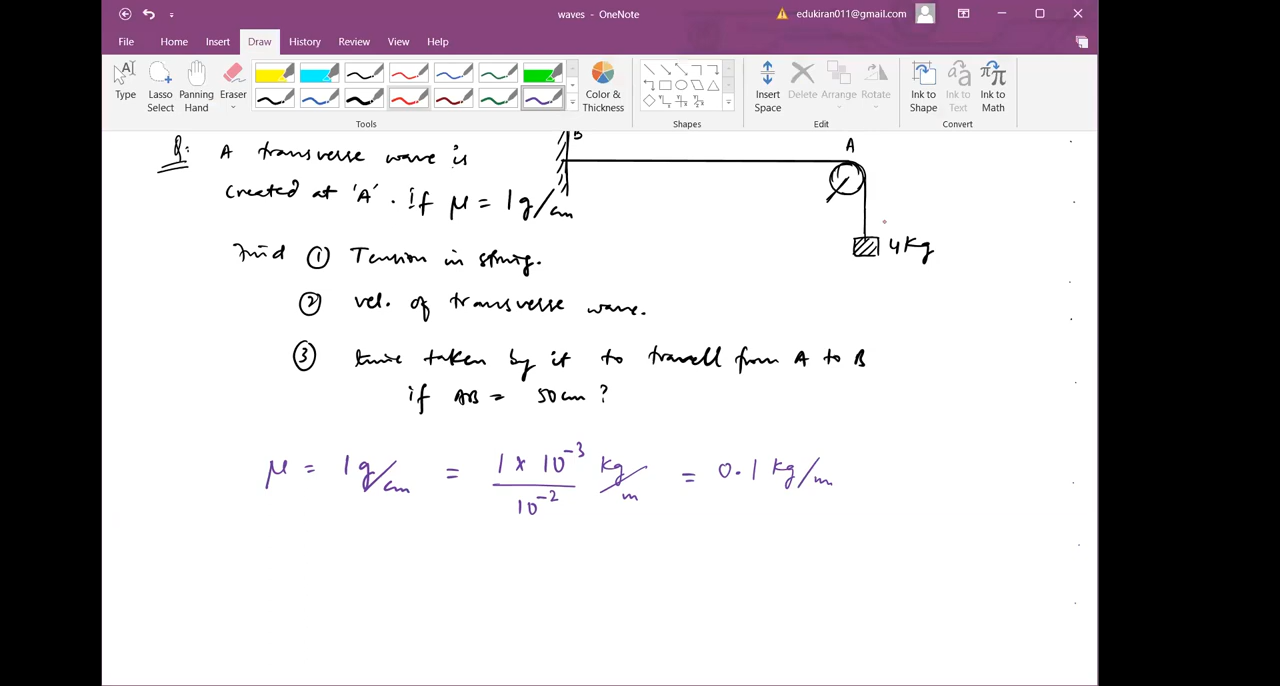 waves - OneNote
edukiran011@gmail.com
File Home Insert Draw History Review View Help
Type Lasso Select Panning Hand Eraser
Color & Thickness
Insert Space Delete Arrange Rotate
Ink to Shape Ink to Text Ink to Math
Tools Shapes Edit Convert
B
A
Q: A transverse wave is
created at 'A'. if μ = 1g/cm
4Kg
Find ① Tension in string.
② vel. of transverse wave.
③ time taken by it to travell from A to B
if AB = 50cm?
μ = 1g/cm = 1 × 10⁻³ / 10⁻² kg/m = 0.1 kg/m